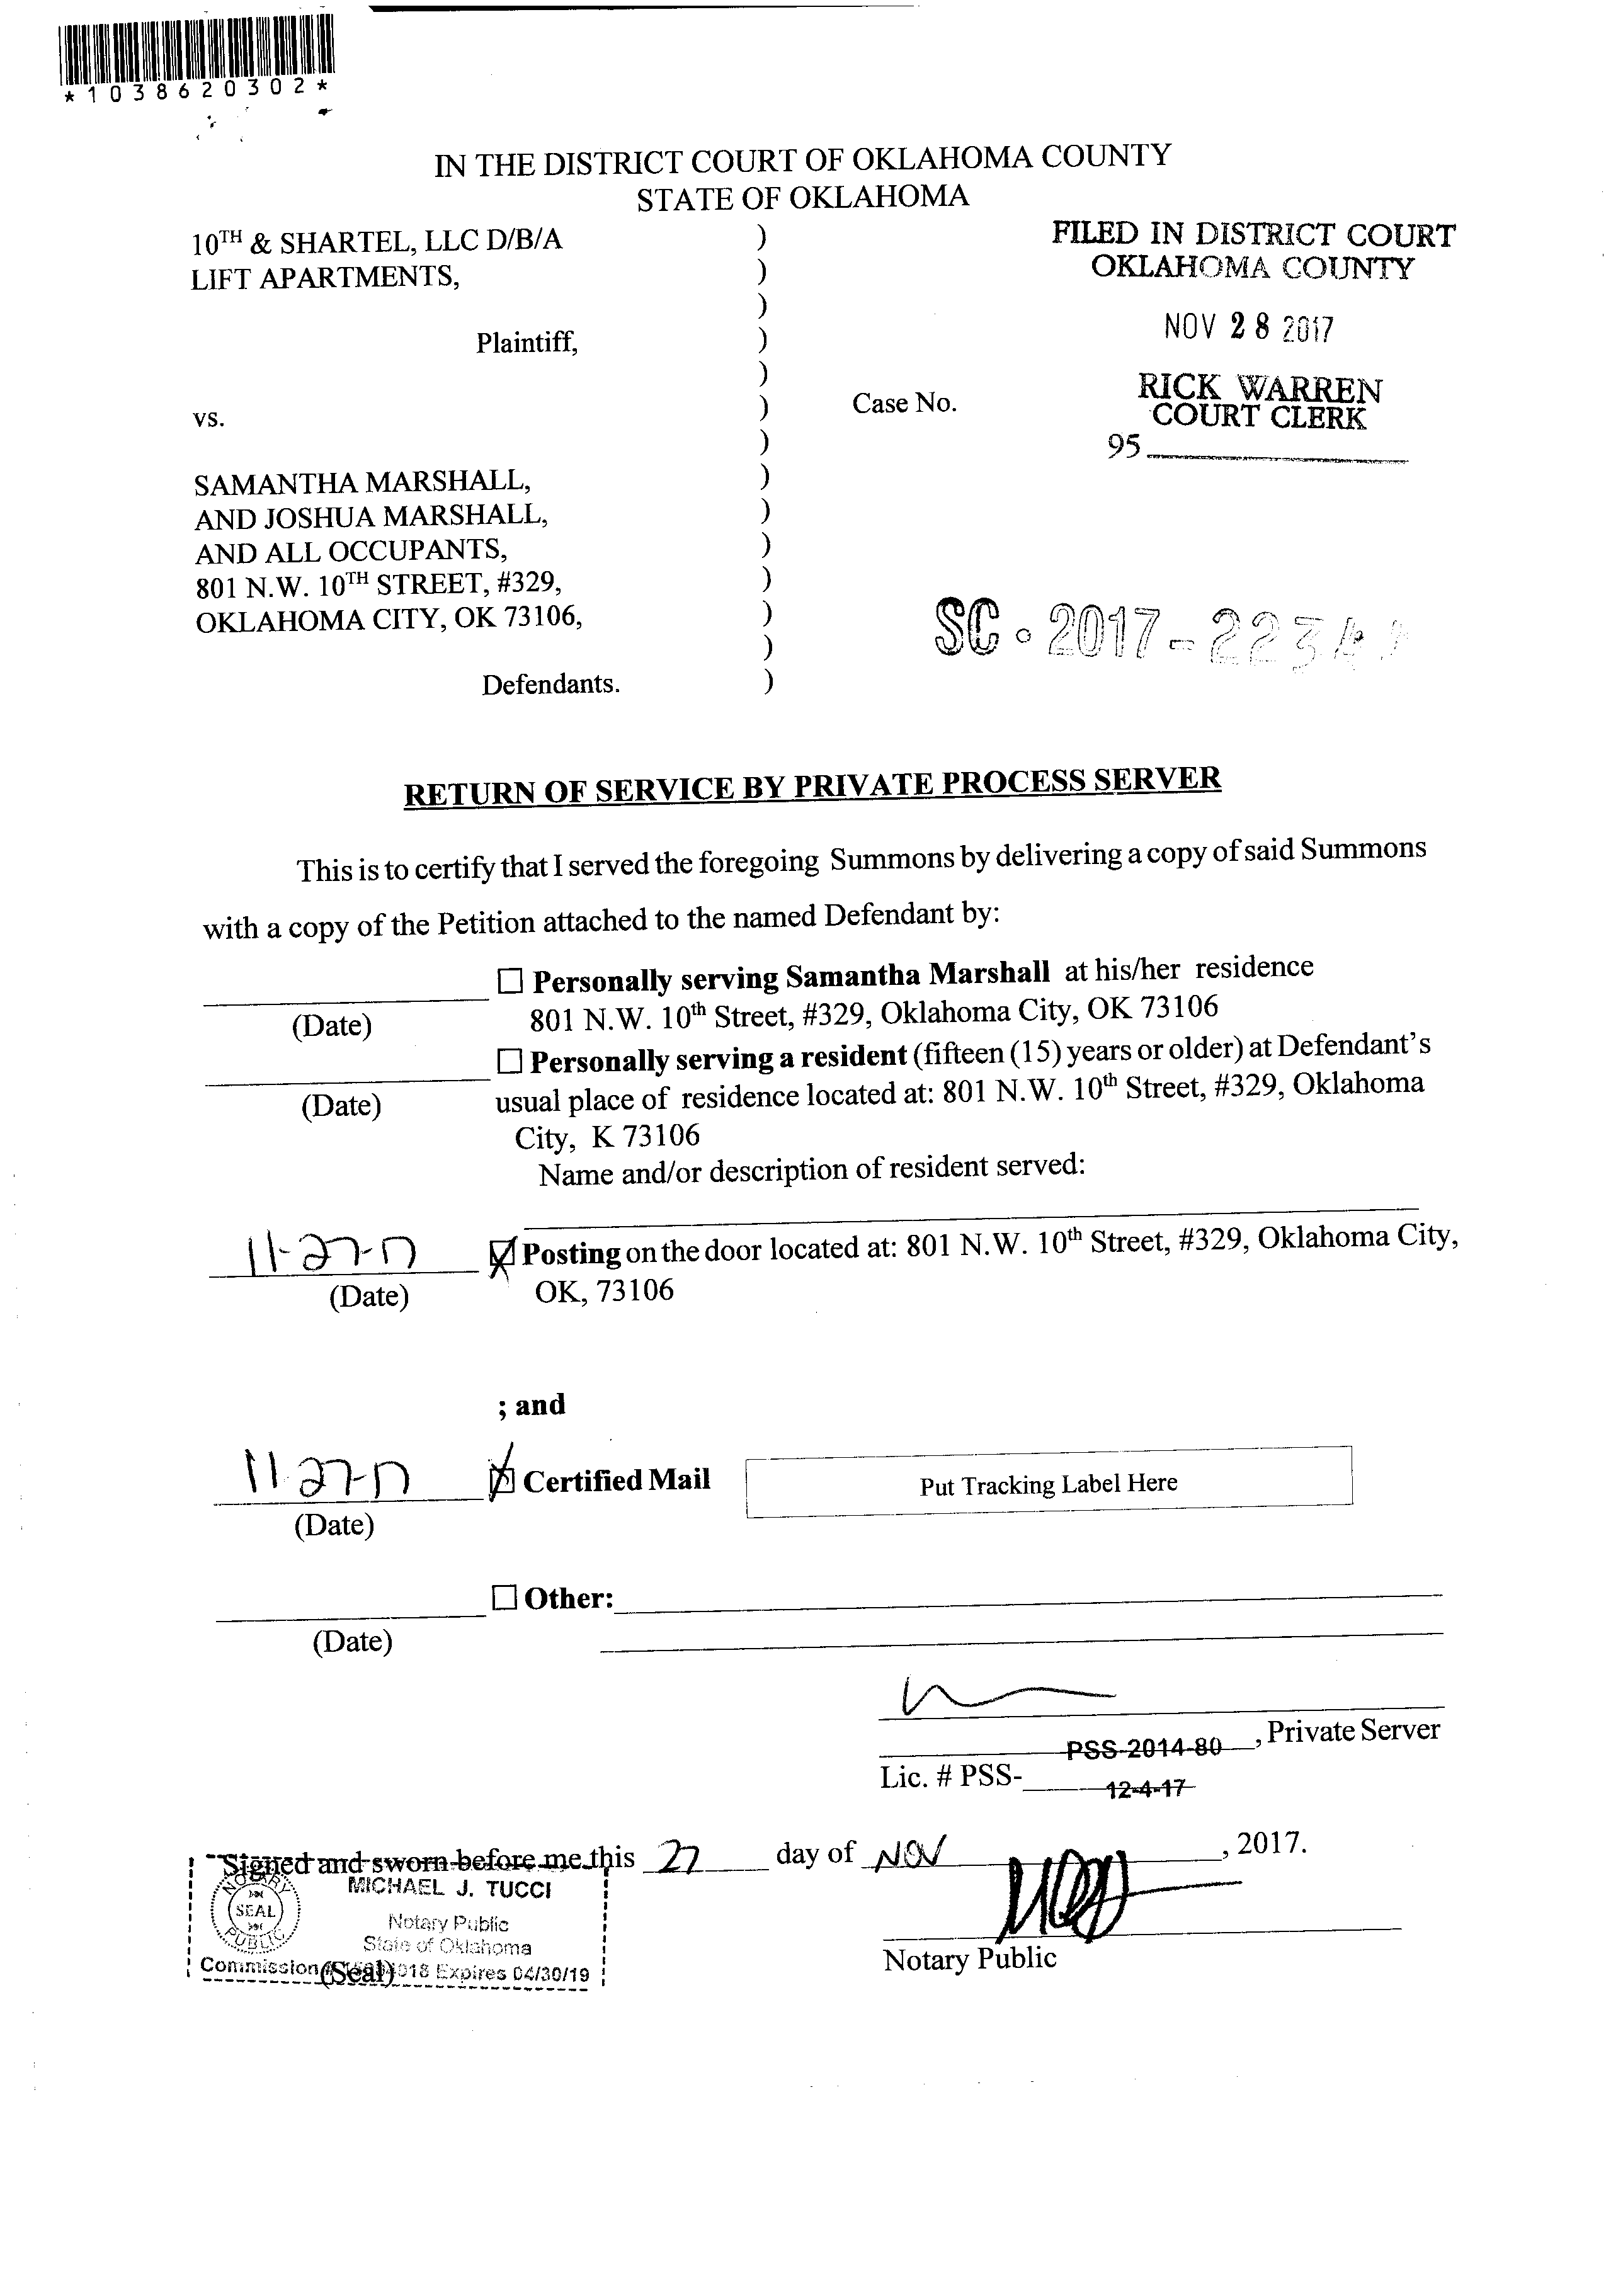 *1038620302*
IN THE DISTRICT COURT OF OKLAHOMA COUNTY
STATE OF OKLAHOMA
10TH & SHARTEL, LLC D/B/A )
LIFT APARTMENTS, )
)
Plaintiff, )
)
vs. ) Case No.
)
SAMANTHA MARSHALL, )
AND JOSHUA MARSHALL, )
AND ALL OCCUPANTS, )
801 N.W. 10TH STREET, #329, )
OKLAHOMA CITY, OK 73106, )
)
Defendants. )
FILED IN DISTRICT COURT
OKLAHOMA COUNTY
NOV 28 2017
RICK WARREN
COURT CLERK
95
SC - 2017 -
RETURN OF SERVICE BY PRIVATE PROCESS SERVER
This is to certify that I served the foregoing Summons by delivering a copy of said Summons
with a copy of the Petition attached to the named Defendant by:
☐ Personally serving Samantha Marshall at his/her residence
(Date) 801 N.W. 10th Street, #329, Oklahoma City, OK 73106
☐ Personally serving a resident (fifteen (15) years or older) at Defendant's
(Date) usual place of residence located at: 801 N.W. 10th Street, #329, Oklahoma
City, K 73106
Name and/or description of resident served:
11-27-17 ☑ Posting on the door located at: 801 N.W. 10th Street, #329, Oklahoma City,
(Date) OK, 73106
; and
11-27-17 ☑ Certified Mail Put Tracking Label Here
(Date)
☐ Other:
(Date)
PSS-2014-80, Private Server
Lic. # PSS- 12-4-17
Signed and sworn before me this 27 day of NOV, 2017.
NOTARY PUBLIC
SEAL
MICHAEL J. TUCCI
Notary Public
State of Oklahoma
Commission (Seal) Expires 04/30/19
Notary Public